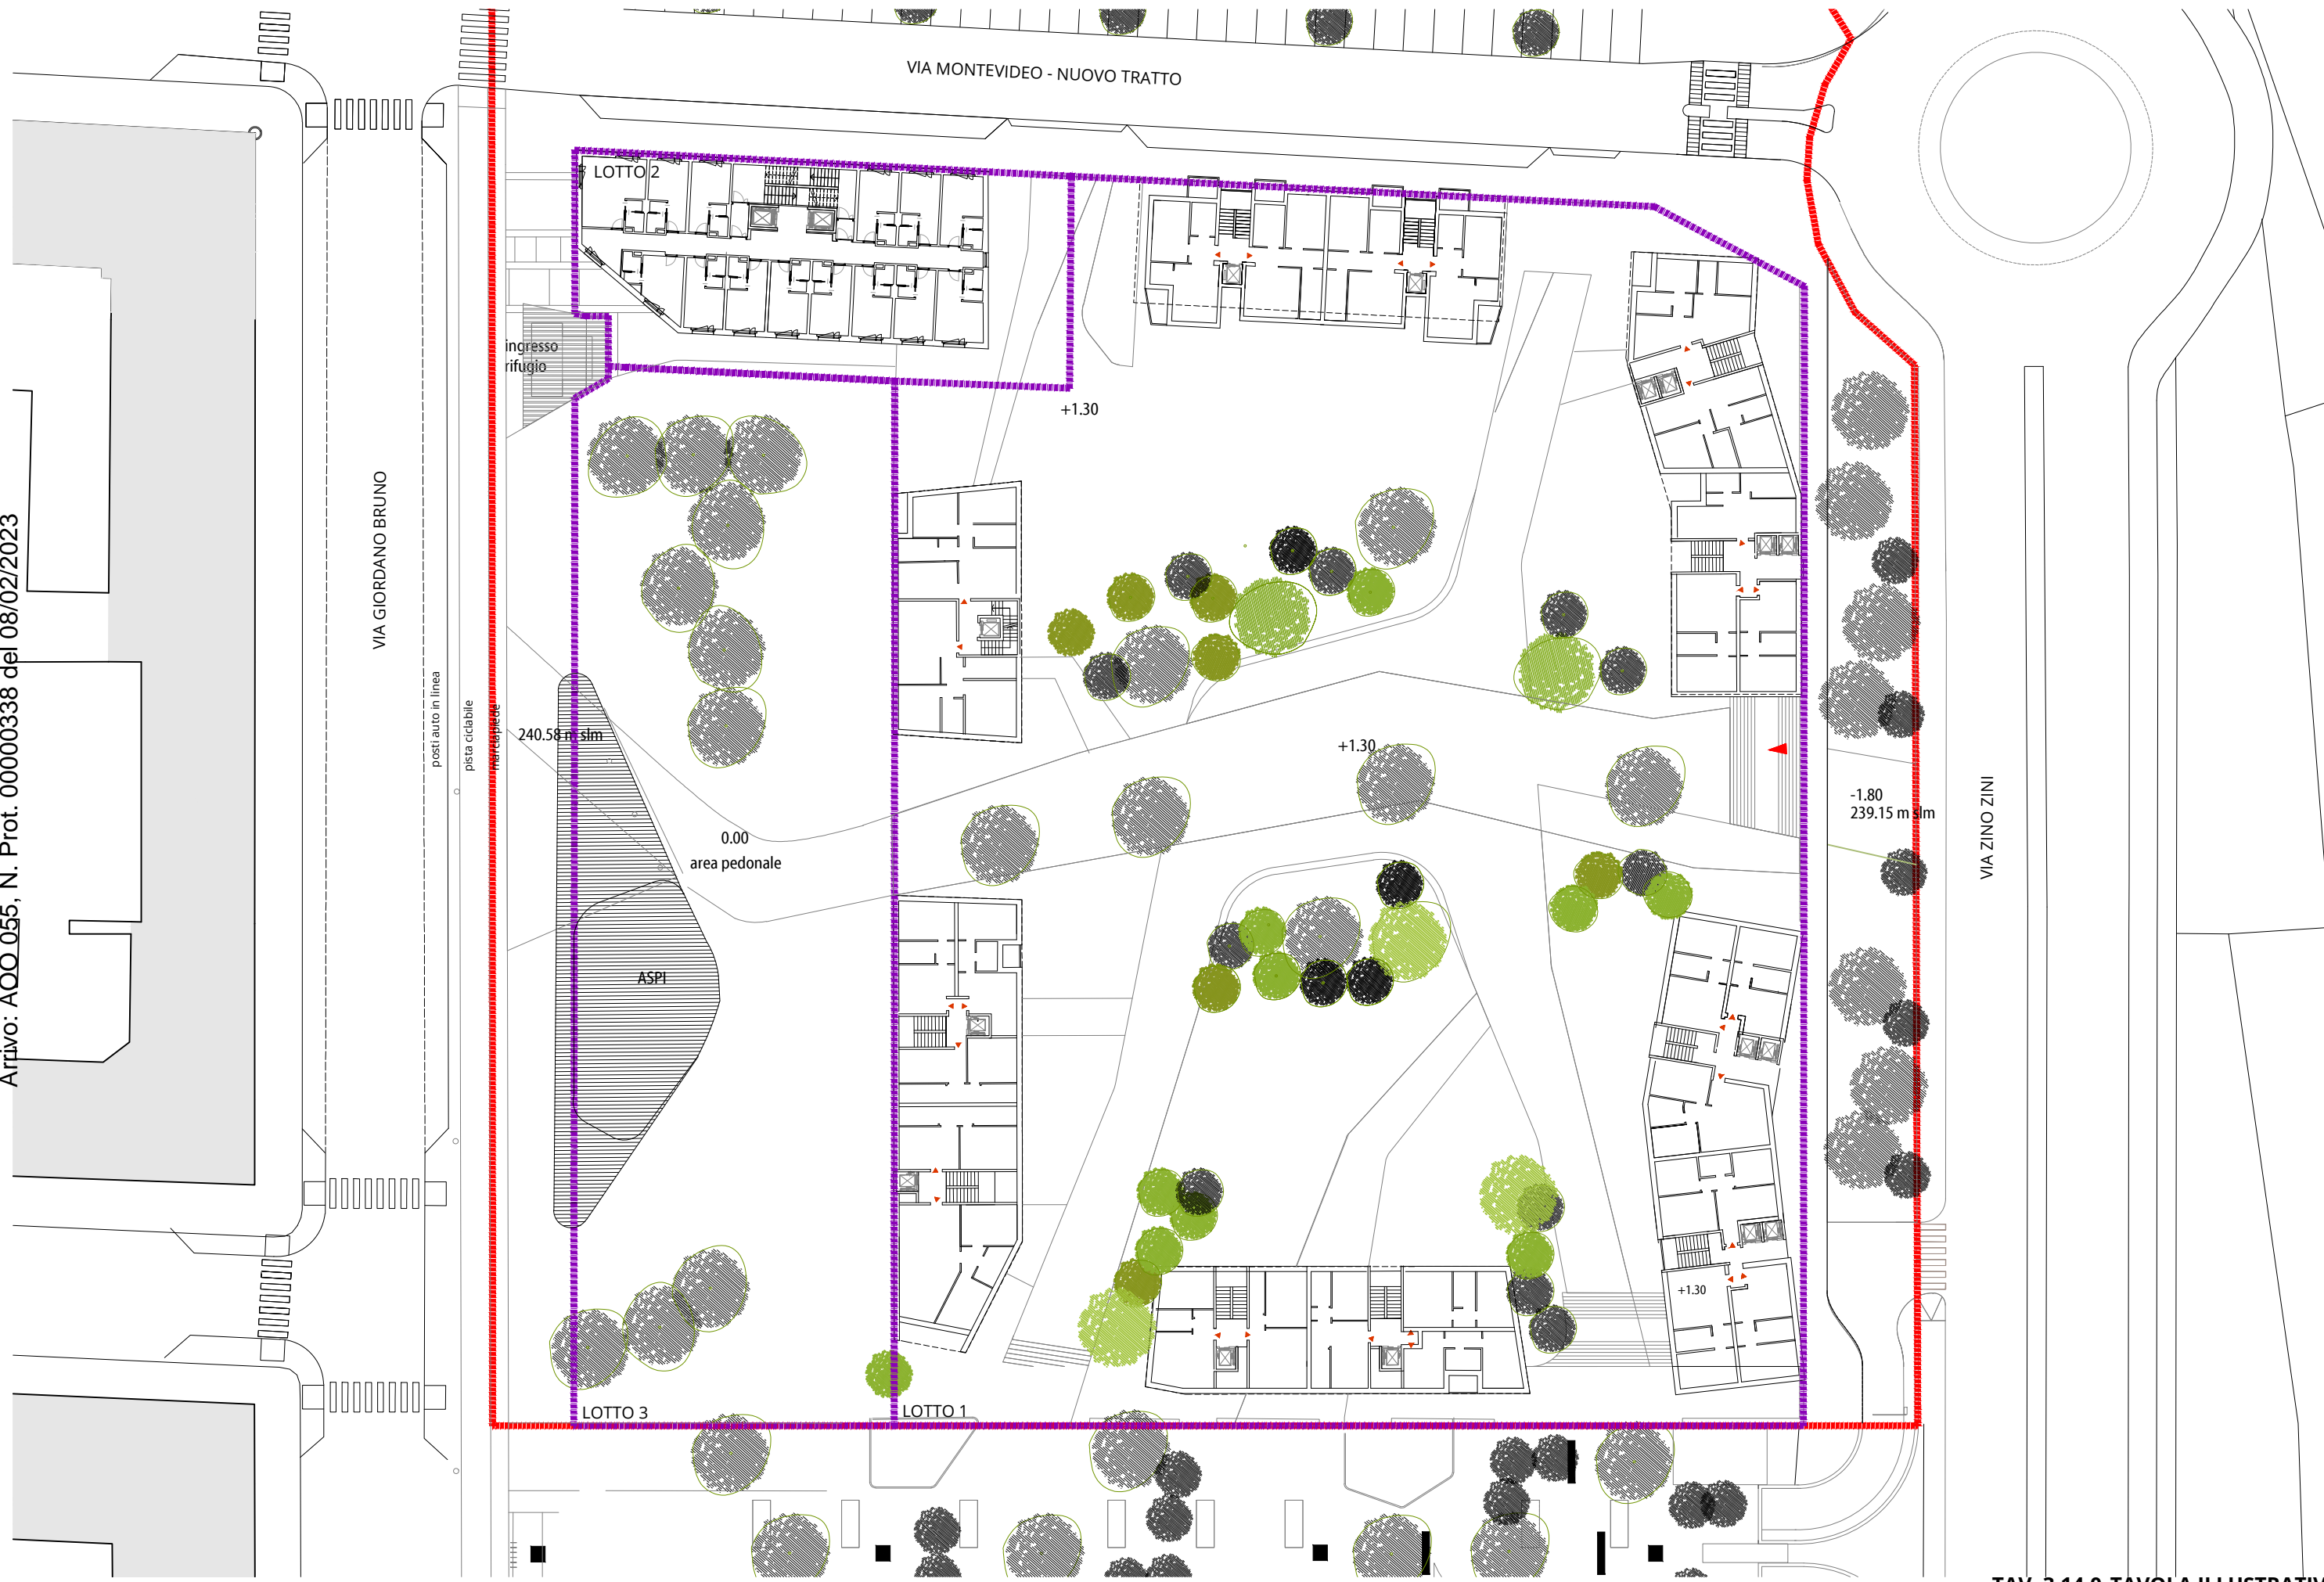 VIA MONTEVIDEO - NUOVO TRATTO
LOTTO 2
ingresso
rifugio
+1.30
VIA GIORDANO BRUNO
Arrivo: AOO 055, N. Prot. 00000338 del 08/02/2023
posti auto in linea
pista ciclabile
marciapiede
240.58 m slm
+1.30
-1.80
239.15 m slm
VIA ZINO ZINI
0.00
area pedonale
ASPI
+1.30
LOTTO 3
LOTTO 1